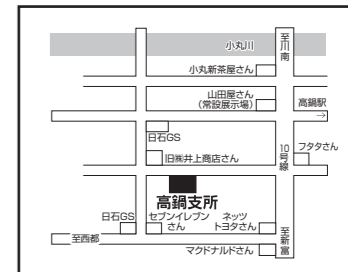 小丸川
至川南
小丸新茶屋さん
山田屋さん
(常設展示場)
高鍋駅
→
日石GS
旧㈱井上商店さん
10号線
フタタさん
高鍋支所
日石GS
セブンイレブン
さん
ネッツ
トヨタさん
至西都
至新富
マクドナルドさん